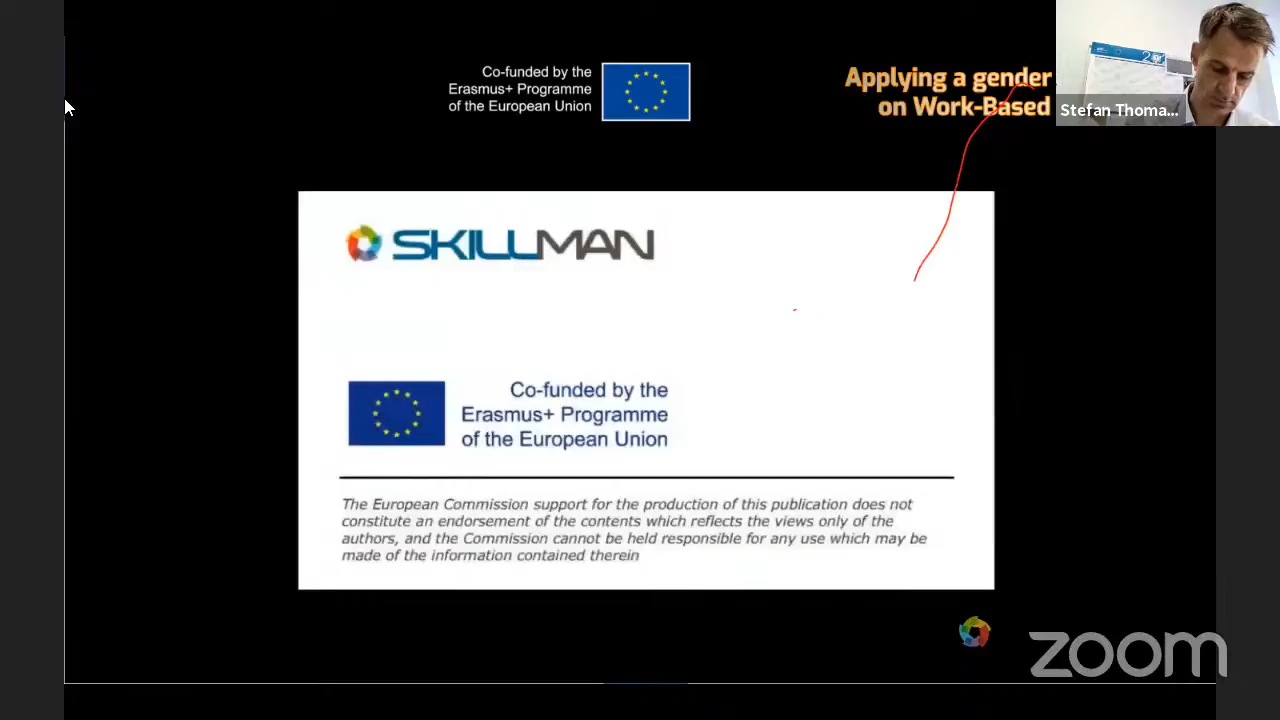 Co-funded by the
Erasmus+ Programme
of the European Union
Applying a gender
on Work-Based
Stefan Thoma...
SKILLMAN
Co-funded by the
Erasmus+ Programme
of the European Union
The European Commission support for the production of this publication does not
constitute an endorsement of the contents which reflects the views only of the
authors, and the Commission cannot be held responsible for any use which may be
made of the information contained therein
zoom